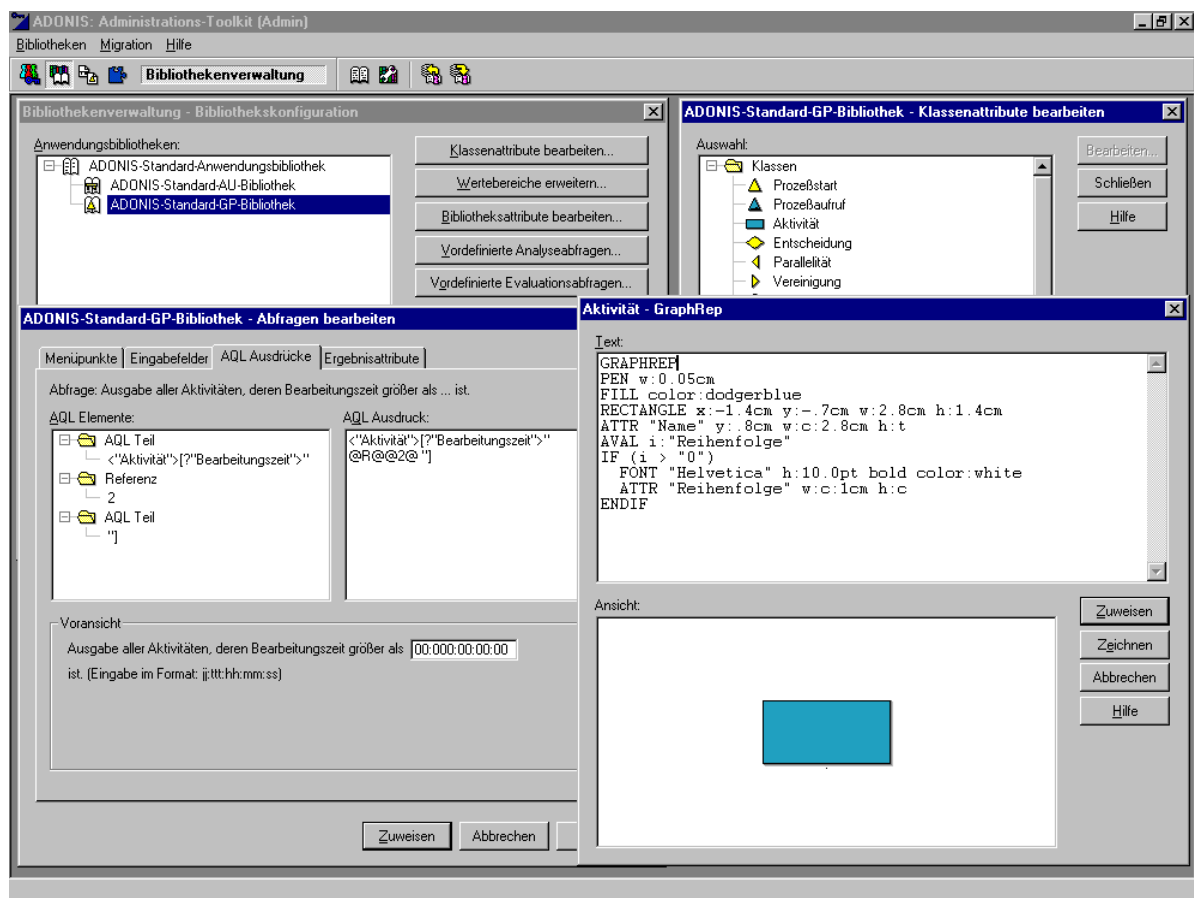 ADONIS: Administrations-Toolkit (Admin)
Bibliotheken Migration Hilfe
Bibliothekenverwaltung
Bibliothekenverwaltung - Bibliothekskonfiguration
Anwendungsbibliotheken:
ADONIS-Standard-Anwendungsbibliothek
ADONIS-Standard-AU-Bibliothek
ADONIS-Standard-GP-Bibliothek
Klassenattribute bearbeiten...
Wertebereiche erweitern...
Bibliotheksattribute bearbeiten...
Vordefinierte Analyseabfragen...
Vordefinierte Evaluationsabfragen...
ADONIS-Standard-GP-Bibliothek - Klassenattribute bearbeiten
Auswahl:
Klassen
Prozeßstart
Prozeßaufruf
Aktivität
Entscheidung
Parallelität
Vereinigung
Bearbeiten...
Schließen
Hilfe
ADONIS-Standard-GP-Bibliothek - Abfragen bearbeiten
Menüpunkte Eingabefelder AQL Ausdrücke Ergebnisattribute
Abfrage: Ausgabe aller Aktivitäten, deren Bearbeitungszeit größer als ... ist.
AQL Elemente:
AQL Teil
<"Aktivität">[?"Bearbeitungszeit">"
Referenz
2
AQL Teil
"]
AQL Ausdruck:
<"Aktivität">[?"Bearbeitungszeit">"
@R@@2@ "]
Voransicht
Ausgabe aller Aktivitäten, deren Bearbeitungszeit größer als 00:000:00:00:00
ist. (Eingabe im Format: jj:ttt:hh:mm:ss)
Zuweisen Abbrechen
Aktivität - GraphRep
Text:
GRAPHREP
PEN w:0.05cm
FILL color:dodgerblue
RECTANGLE x:-1.4cm y:-.7cm w:2.8cm h:1.4cm
ATTR "Name" y:.8cm w:c:2.8cm h:t
AVAL i:"Reihenfolge"
IF (i > "0")
FONT "Helvetica" h:10.0pt bold color:white
ATTR "Reihenfolge" w:c:1cm h:c
ENDIF
Ansicht:
Zuweisen
Zeichnen
Abbrechen
Hilfe